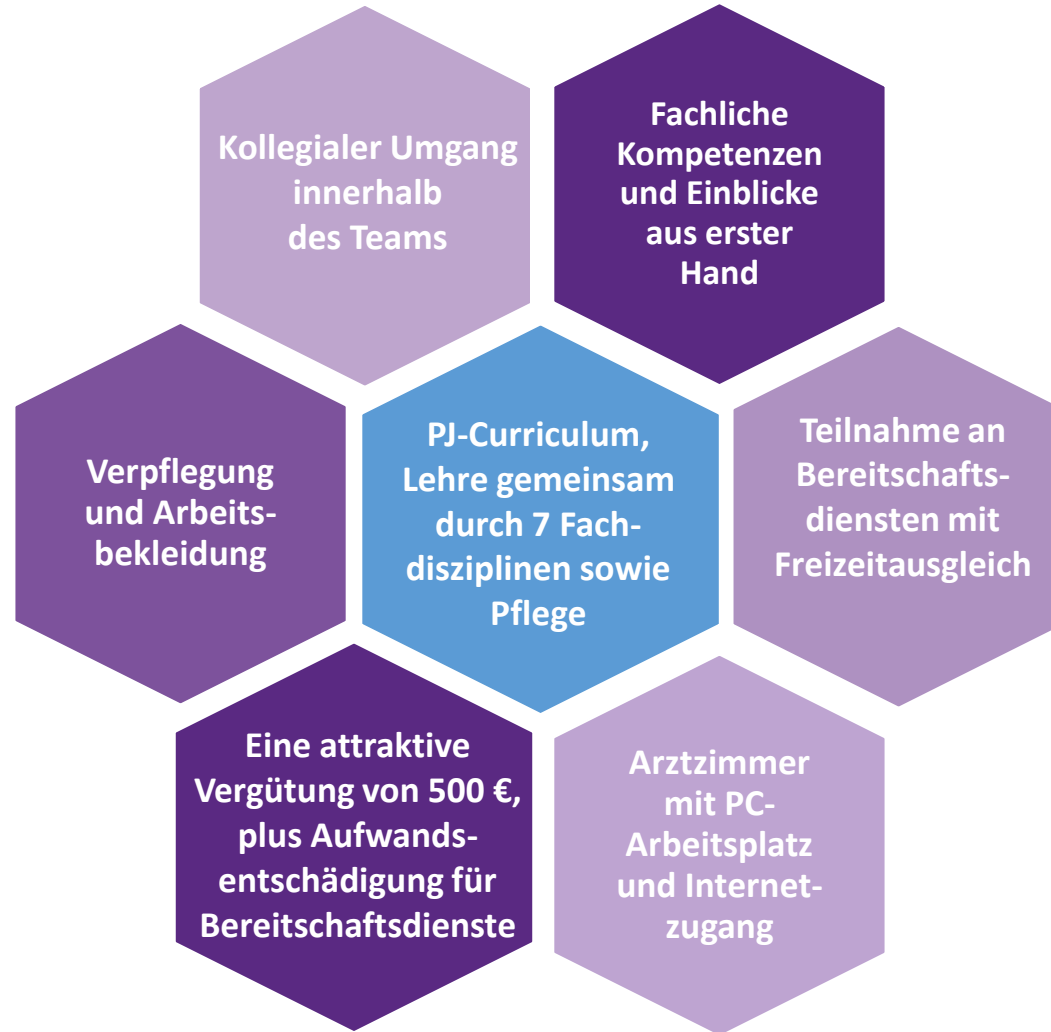 Kollegialer Umgang
innerhalb
des Teams
Fachliche
Kompetenzen
und Einblicke
aus erster
Hand
Verpflegung
und Arbeits-
bekleidung
PJ-Curriculum,
Lehre gemeinsam
durch 7 Fach-
disziplinen sowie
Pflege
Teilnahme an
Bereitschafts-
diensten mit
Freizeitausgleich
Eine attraktive
Vergütung von 500 €,
plus Aufwands-
entschädigung für
Bereitschaftsdienste
Arztzimmer
mit PC-
Arbeitsplatz
und Internet-
zugang